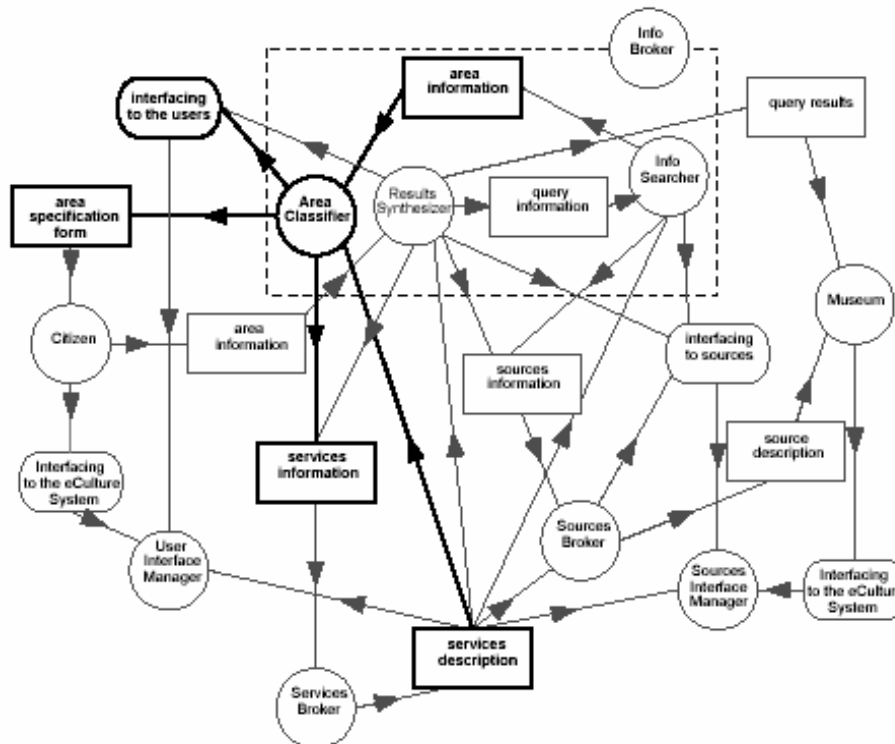 Info
Broker
area
information
interfacing
to the users
query results
Info
Searcher
Results
Synthesizer
query
information
Area
Classifier
area
specification
form
Museum
Citizen
area
information
interfacing
to sources
sources
information
source
description
services
information
Interfacing
to the eCulture
System
Sources
Broker
User
Interface
Manager
Sources
Interface
Manager
Interfacing
to the eCulture
System
services
description
Services
Broker